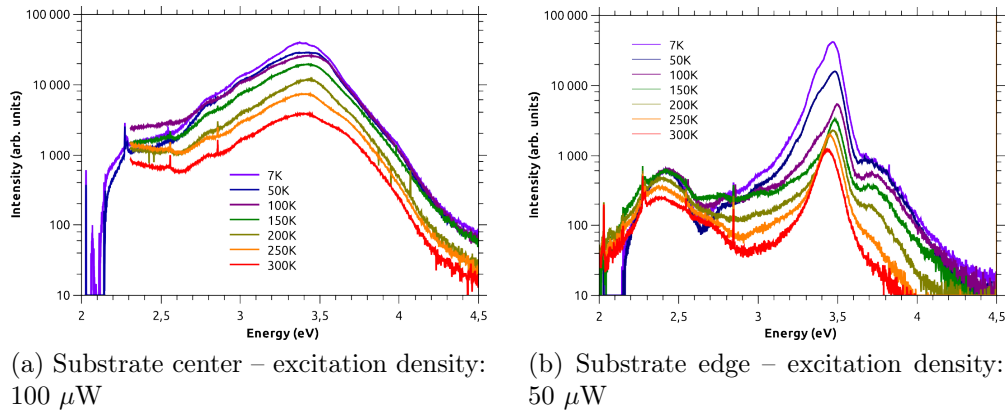 100 000
10 000
1 000
100
10
Intensity (arb. units)
7K
50K
100K
150K
200K
250K
300K
2
2,5
3
3,5
4
4,5
Energy (eV)
(a) Substrate center – excitation density:
100 μW
100 000
10 000
1 000
100
10
Intensity (arb. units)
7K
50K
100K
150K
200K
250K
300K
2
2,5
3
3,5
4
4,5
Energy (eV)
(b) Substrate edge – excitation density:
50 μW